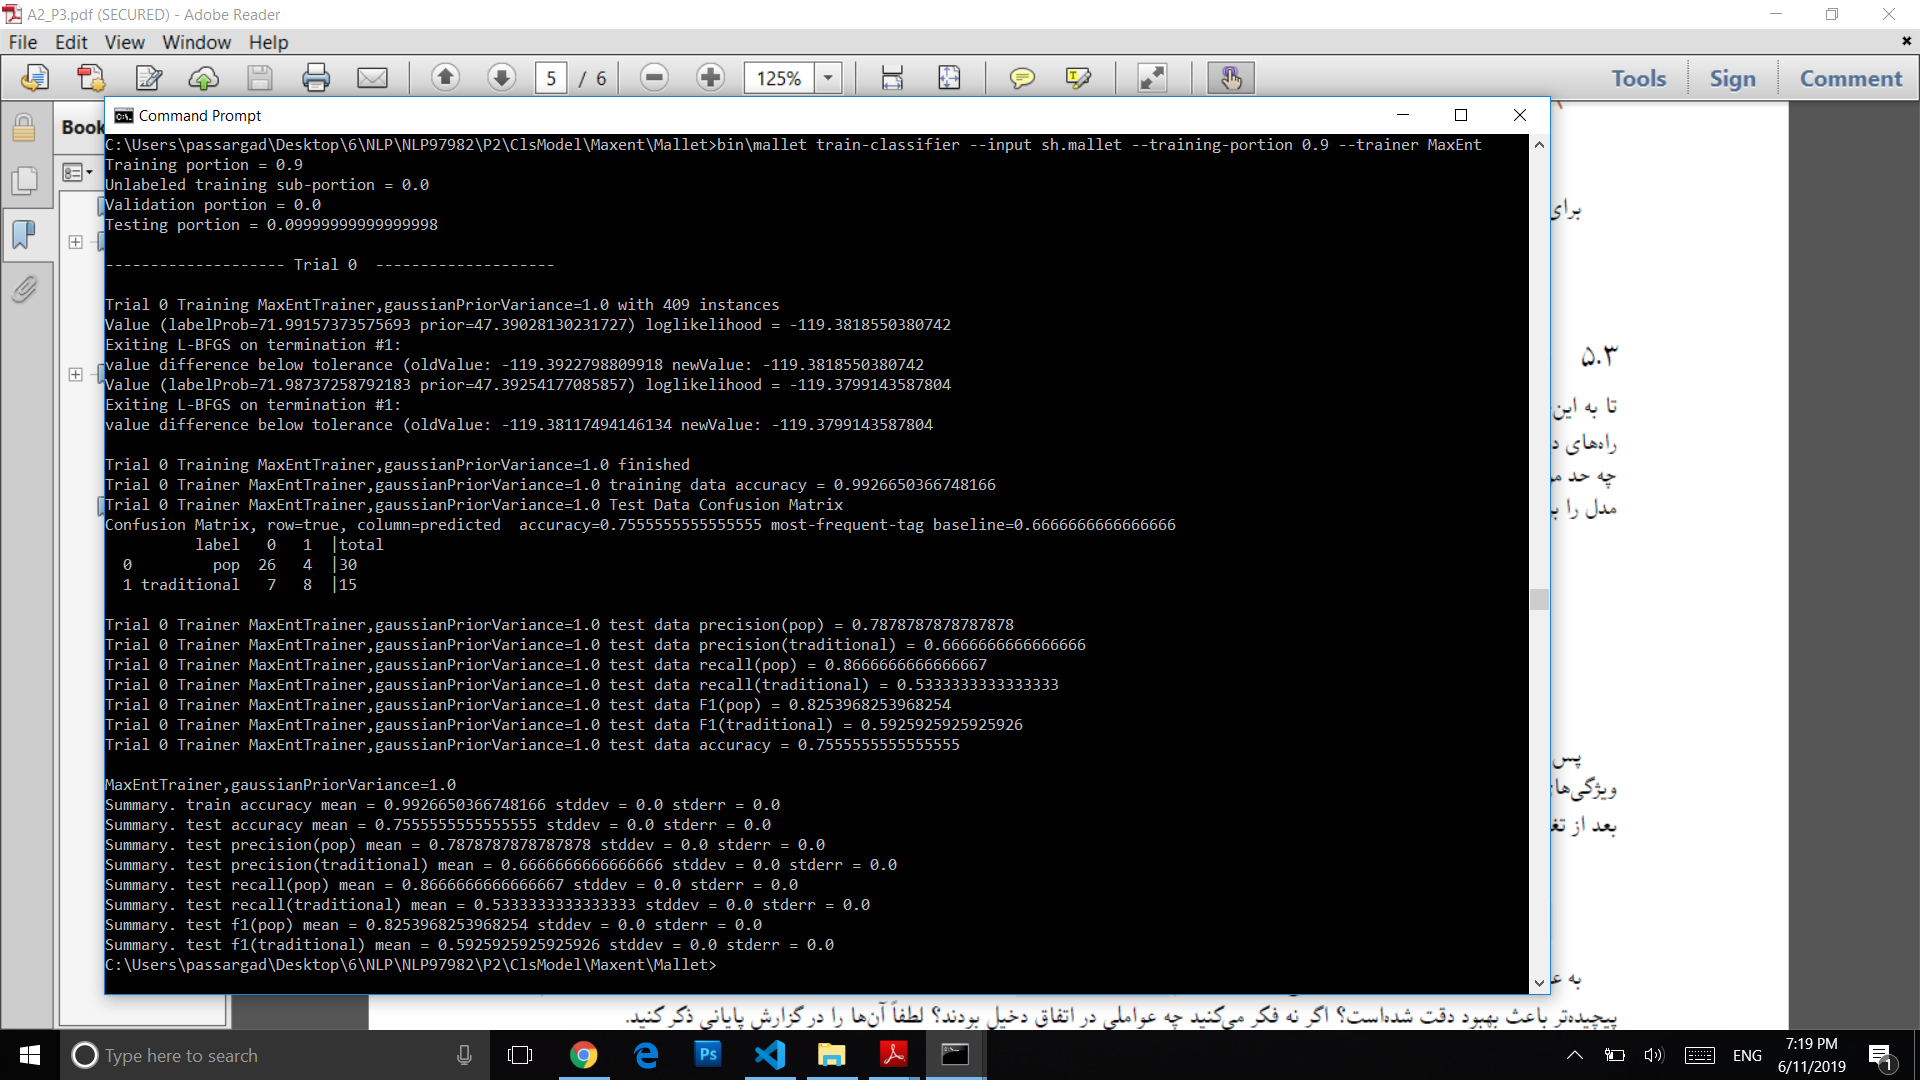 A2_P3.pdf (SECURED) - Adobe Reader
File Edit View Window Help
5 / 6 125% Tools Sign Comment
Book
Command Prompt
C:\Users\passargad\Desktop\6\NLP\NLP97982\P2\ClsModel\Maxent\Mallet>bin\mallet train-classifier --input sh.mallet --training-portion 0.9 --trainer MaxEnt
Training portion = 0.9
Unlabeled training sub-portion = 0.0
Validation portion = 0.0
Testing portion = 0.09999999999999998
-------------------- Trial 0  --------------------
Trial 0 Training MaxEntTrainer,gaussianPriorVariance=1.0 with 409 instances
Value (labelProb=71.99157373575693 prior=47.39028130231727) loglikelihood = -119.3818550380742
Exiting L-BFGS on termination #1:
value difference below tolerance (oldValue: -119.3922798809918 newValue: -119.3818550380742
Value (labelProb=71.98737258792183 prior=47.39254177085857) loglikelihood = -119.3799143587804
Exiting L-BFGS on termination #1:
value difference below tolerance (oldValue: -119.38117494146134 newValue: -119.3799143587804
Trial 0 Training MaxEntTrainer,gaussianPriorVariance=1.0 finished
Trial 0 Trainer MaxEntTrainer,gaussianPriorVariance=1.0 training data accuracy = 0.9926650366748166
Trial 0 Trainer MaxEntTrainer,gaussianPriorVariance=1.0 Test Data Confusion Matrix
Confusion Matrix, row=true, column=predicted  accuracy=0.7555555555555555 most-frequent-tag baseline=0.6666666666666666
label 0 1 |total
0 pop 26 4 |30
1 traditional 7 8 |15
Trial 0 Trainer MaxEntTrainer,gaussianPriorVariance=1.0 test data precision(pop) = 0.7878787878787878
Trial 0 Trainer MaxEntTrainer,gaussianPriorVariance=1.0 test data precision(traditional) = 0.6666666666666666
Trial 0 Trainer MaxEntTrainer,gaussianPriorVariance=1.0 test data recall(pop) = 0.8666666666666667
Trial 0 Trainer MaxEntTrainer,gaussianPriorVariance=1.0 test data recall(traditional) = 0.5333333333333333
Trial 0 Trainer MaxEntTrainer,gaussianPriorVariance=1.0 test data F1(pop) = 0.8253968253968254
Trial 0 Trainer MaxEntTrainer,gaussianPriorVariance=1.0 test data F1(traditional) = 0.5925925925925926
Trial 0 Trainer MaxEntTrainer,gaussianPriorVariance=1.0 test data accuracy = 0.7555555555555555
MaxEntTrainer,gaussianPriorVariance=1.0
Summary. train accuracy mean = 0.9926650366748166 stddev = 0.0 stderr = 0.0
Summary. test accuracy mean = 0.7555555555555555 stddev = 0.0 stderr = 0.0
Summary. test precision(pop) mean = 0.7878787878787878 stddev = 0.0 stderr = 0.0
Summary. test precision(traditional) mean = 0.6666666666666666 stddev = 0.0 stderr = 0.0
Summary. test recall(pop) mean = 0.8666666666666667 stddev = 0.0 stderr = 0.0
Summary. test recall(traditional) mean = 0.5333333333333333 stddev = 0.0 stderr = 0.0
Summary. test f1(pop) mean = 0.8253968253968254 stddev = 0.0 stderr = 0.0
Summary. test f1(traditional) mean = 0.5925925925925926 stddev = 0.0 stderr = 0.0
C:\Users\passargad\Desktop\6\NLP\NLP97982\P2\ClsModel\Maxent\Mallet>
برای
۵.۳
تا به این
راه‌های د
چه حد
مدل را
پس
ویژگی‌های
بعد از
به
پیچیده‌تر باعث بهبود دقت شده‌است؟ اگر نه فکر می‌کنید چه عواملی در اتفاق دخیل بودند؟ لطفاً آن‌ها را در گزارش پایانی ذکر کنید.
Type here to search
Ps
ENG
7:19 PM
6/11/2019
1